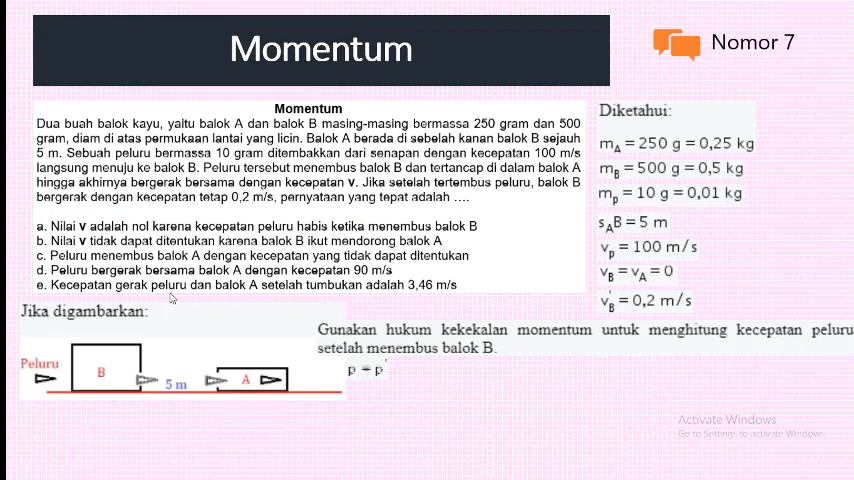 Momentum
Nomor 7
Momentum
Dua buah balok kayu, yaitu balok A dan balok B masing-masing bermassa 250 gram dan 500
gram, diam di atas permukaan lantai yang licin. Balok A berada di sebelah kanan balok B sejauh
5 m. Sebuah peluru bermassa 10 gram ditembakkan dari senapan dengan kecepatan 100 m/s
langsung menuju ke balok B. Peluru tersebut menembus balok B dan tertancap di dalam balok A
hingga akhirnya bergerak bersama dengan kecepatan v. Jika setelah tertembus peluru, balok B
bergerak dengan kecepatan tetap 0,2 m/s, pernyataan yang tepat adalah ....
a. Nilai v adalah nol karena kecepatan peluru habis ketika menembus balok B
b. Nilai v tidak dapat ditentukan karena balok B ikut mendorong balok A
c. Peluru menembus balok A dengan kecepatan yang tidak dapat ditentukan
d. Peluru bergerak bersama balok A dengan kecepatan 90 m/s
e. Kecepatan gerak peluru dan balok A setelah tumbukan adalah 3,46 m/s
Diketahui:
mA = 250 g = 0,25 kg
mB = 500 g = 0,5 kg
mp = 10 g = 0,01 kg
sAB = 5 m
vp = 100 m/s
vB = vA = 0
vB' = 0,2 m/s
Jika digambarkan:
Peluru
B
5 m
A
Gunakan hukum kekekalan momentum untuk menghitung kecepatan peluru
setelah menembus balok B.
p = p'
Activate Windows
Go to Settings to activate Windows.